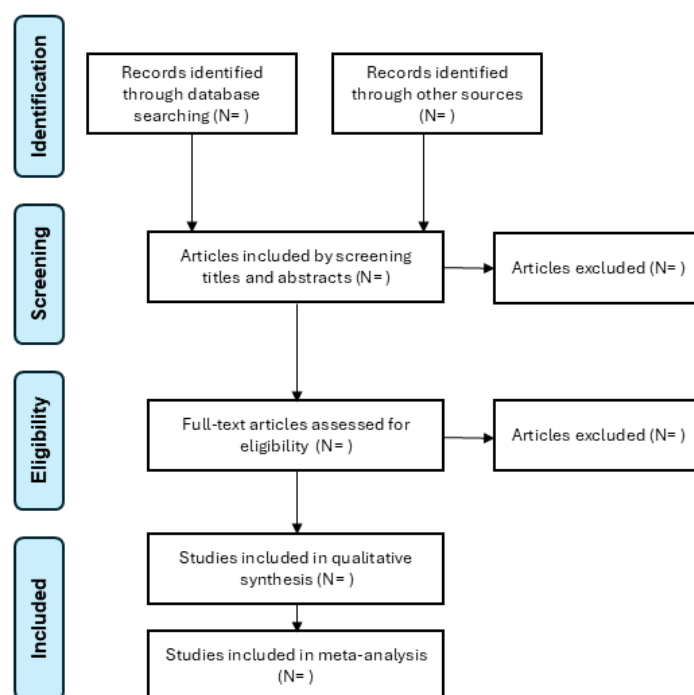 Identification
Records identified
through database
searching (N= )
Records identified
through other sources
(N= )
Screening
Articles included by screening
titles and abstracts (N= )
Articles excluded (N= )
Eligibility
Full-text articles assessed for
eligibility (N= )
Articles excluded (N= )
Included
Studies included in qualitative
synthesis (N= )
Studies included in meta-analysis
(N= )